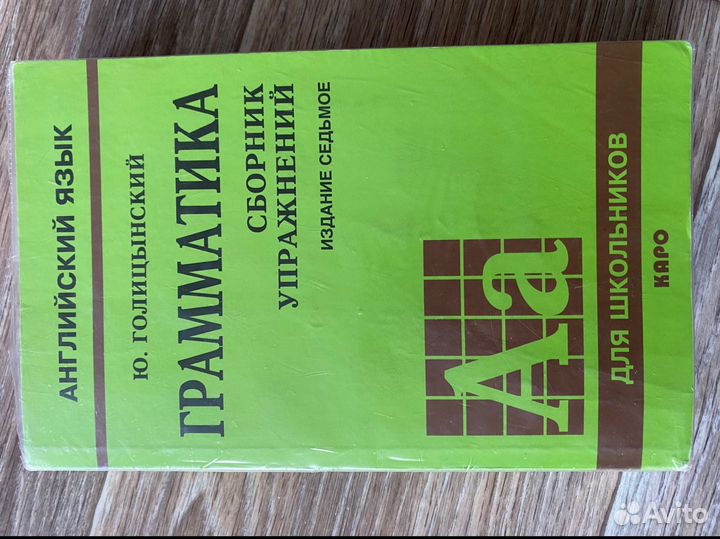 АНГЛИЙСКИЙ ЯЗЫК
Ю. ГОЛИЦЫНСКИЙ
ГРАММАТИКА
СБОРНИК
УПРАЖНЕНИЙ
ИЗДАНИЕ СЕДЬМОЕ
Aa
ДЛЯ ШКОЛЬНИКОВ
КАРО
Avito